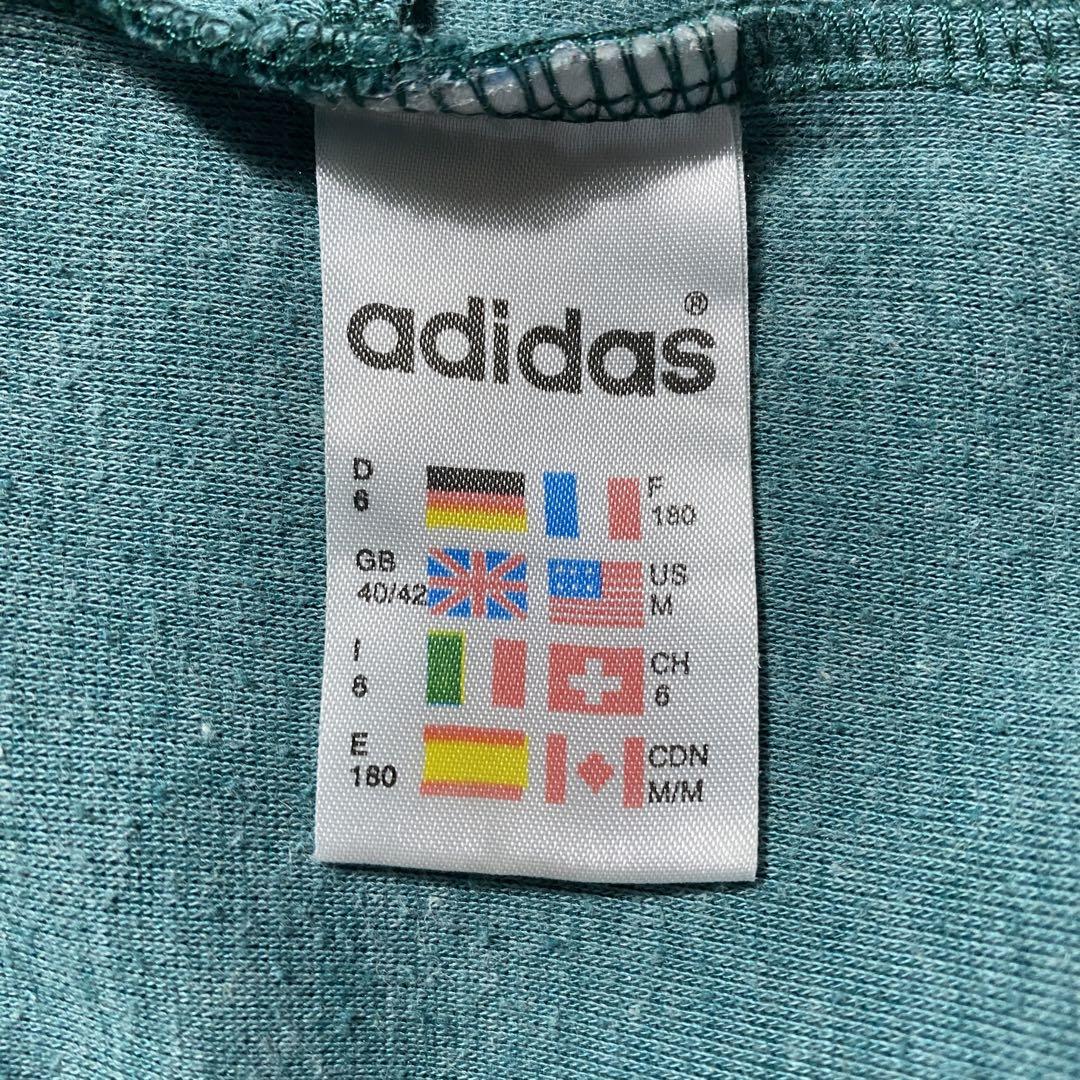 adidas®
D
6
F
180
GB
40/42
US
M
I
6
CH
6
E
180
CDN
M/M